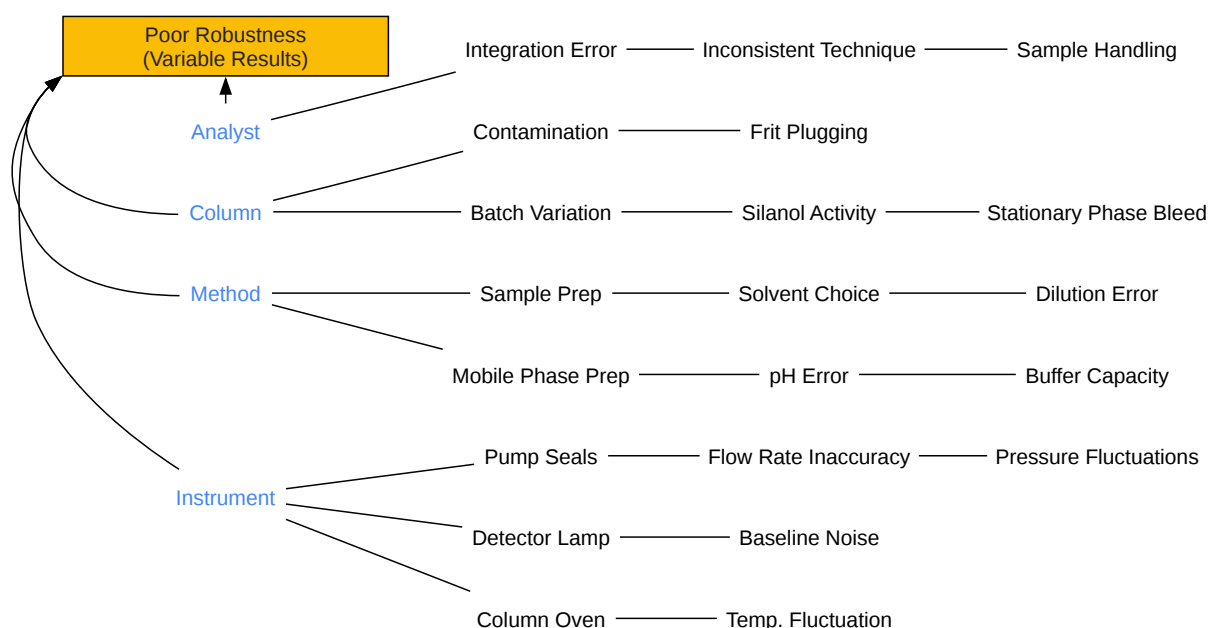 Poor Robustness
(Variable Results)
Integration Error
Inconsistent Technique
Sample Handling
Analyst
Contamination
Frit Plugging
Column
Batch Variation
Silanol Activity
Stationary Phase Bleed
Method
Sample Prep
Solvent Choice
Dilution Error
Mobile Phase Prep
pH Error
Buffer Capacity
Pump Seals
Flow Rate Inaccuracy
Pressure Fluctuations
Instrument
Detector Lamp
Baseline Noise
Column Oven
Temp. Fluctuation